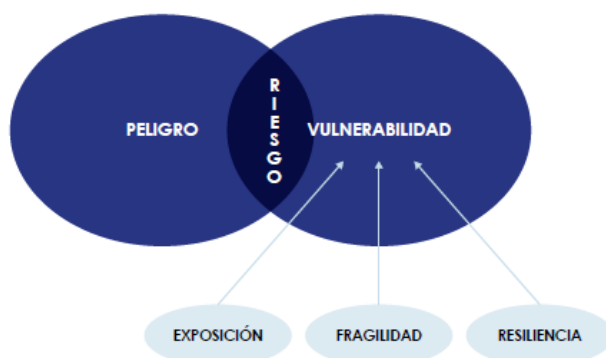 PELIGRO
RIESGO
VULNERABILIDAD
EXPOSICIÓN
FRAGILIDAD
RESILIENCIA